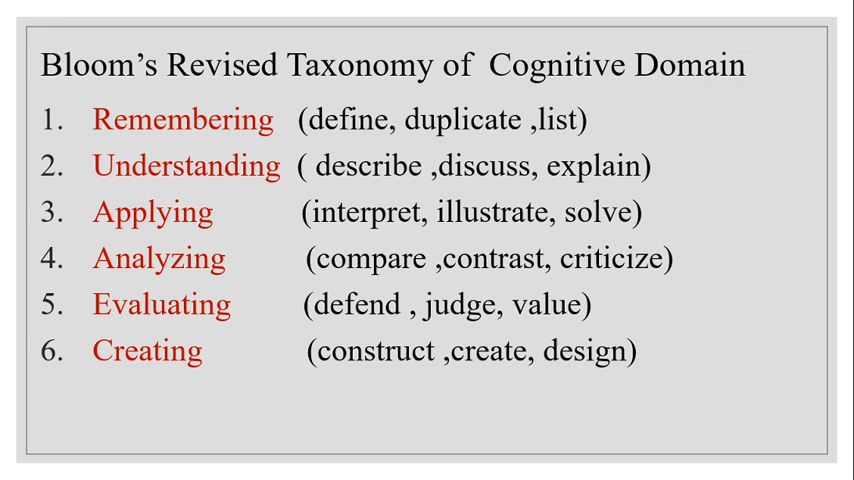 Bloom’s Revised Taxonomy of  Cognitive Domain
1. Remembering (define, duplicate ,list)
2. Understanding ( describe ,discuss, explain)
3. Applying (interpret, illustrate, solve)
4. Analyzing (compare ,contrast, criticize)
5. Evaluating (defend , judge, value)
6. Creating (construct ,create, design)